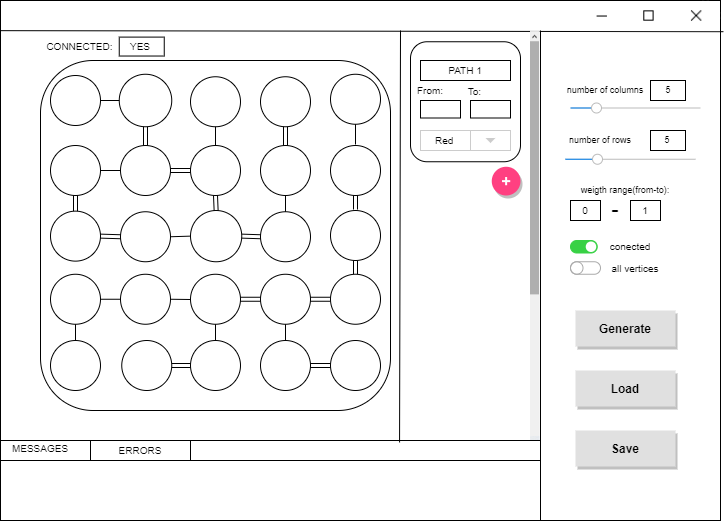 CONNECTED: YES
PATH 1
From: To:
Red
+
number of columns 5
number of rows 5
weigth range(from-to):
0 - 1
conected
all vertices
Generate
Load
Save
MESSAGES ERRORS